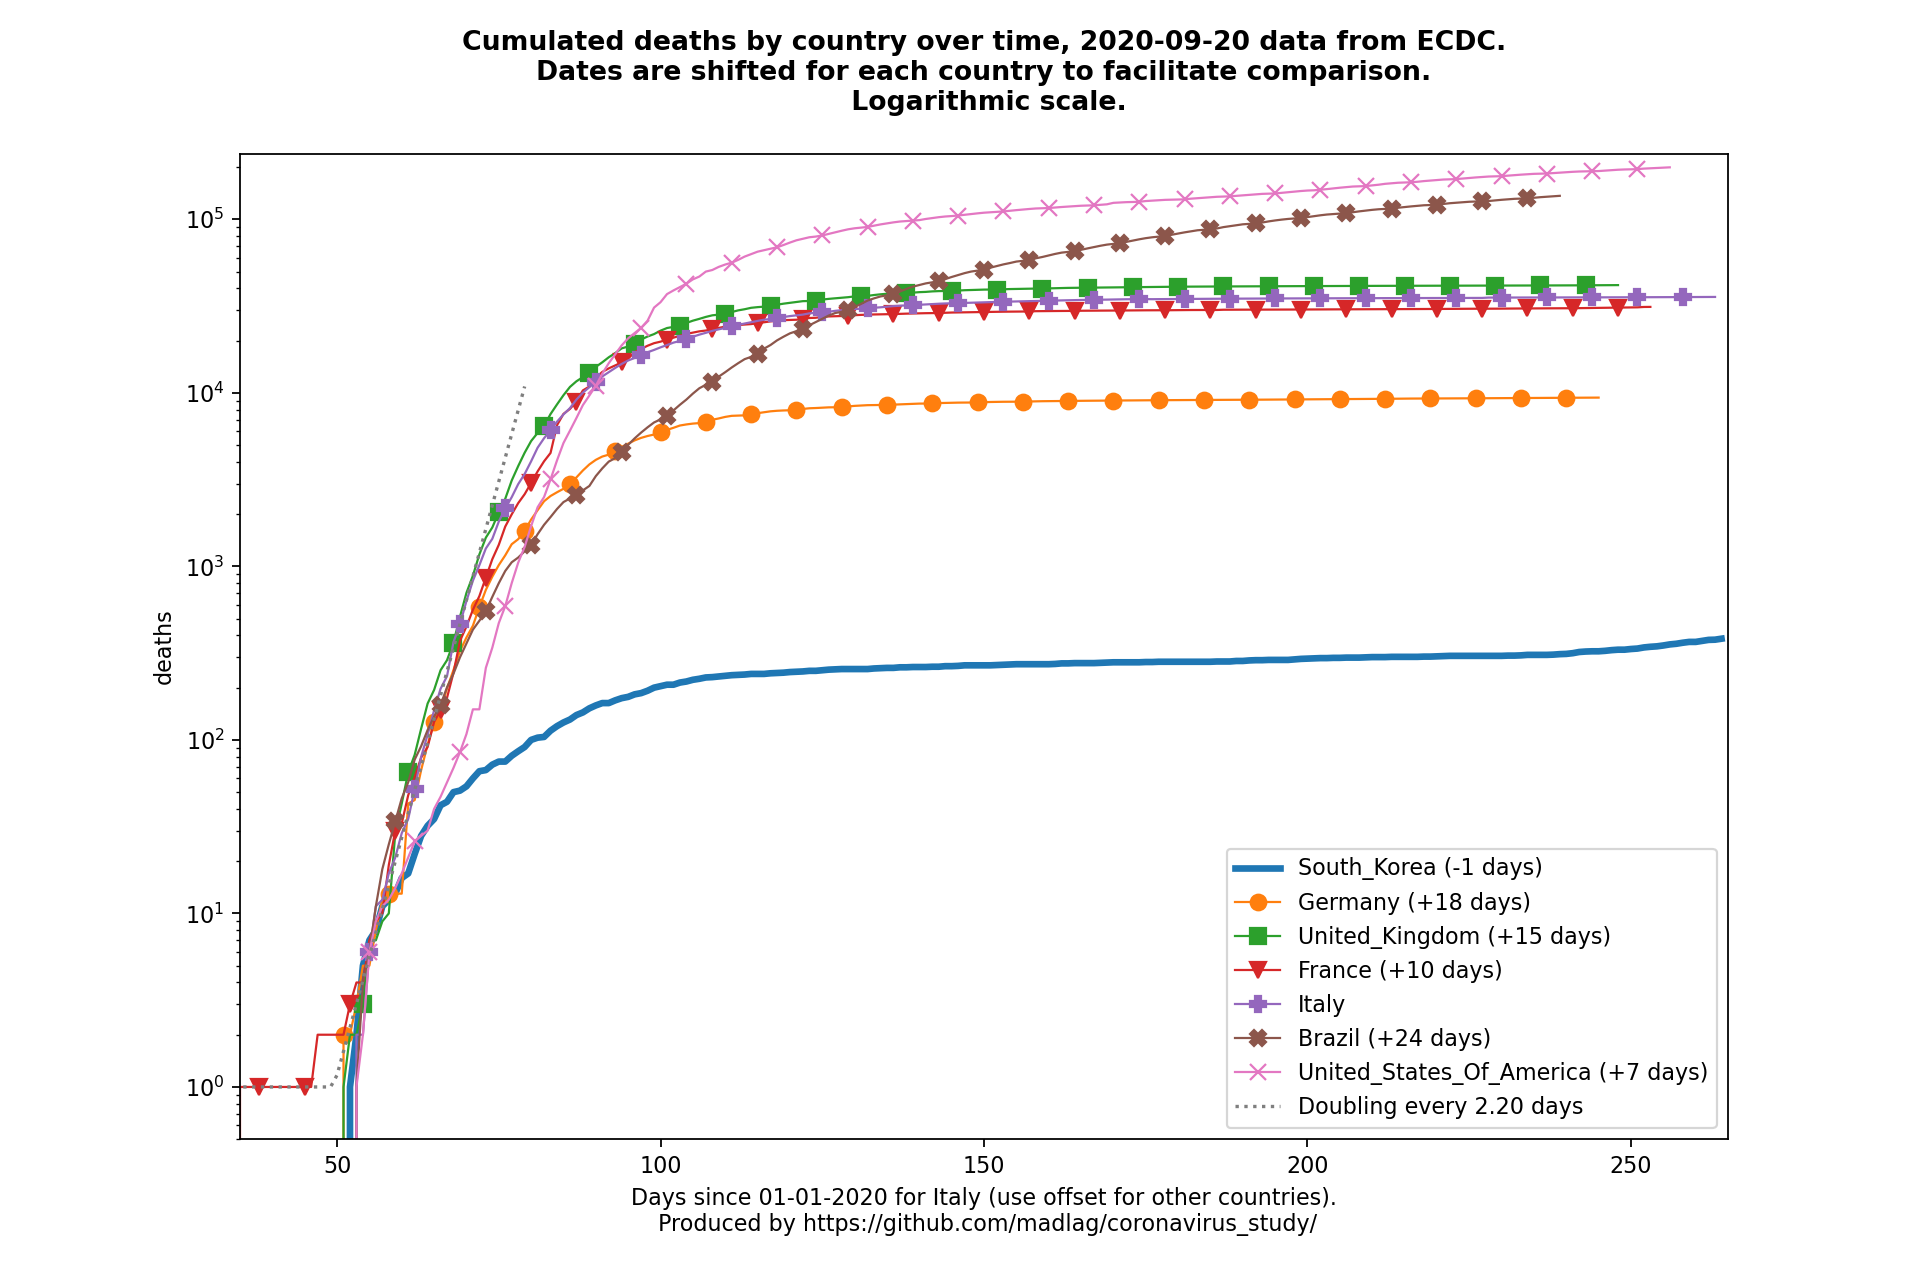 Cumulated deaths by country over time, 2020-09-20 data from ECDC.
Dates are shifted for each country to facilitate comparison.
Logarithmic scale.
10^5
10^4
10^3
10^2
10^1
10^0
deaths
South_Korea (-1 days)
Germany (+18 days)
United_Kingdom (+15 days)
France (+10 days)
Italy
Brazil (+24 days)
United_States_Of_America (+7 days)
Doubling every 2.20 days
50 100 150 200 250
Days since 01-01-2020 for Italy (use offset for other countries).
Produced by https://github.com/madlag/coronavirus_study/